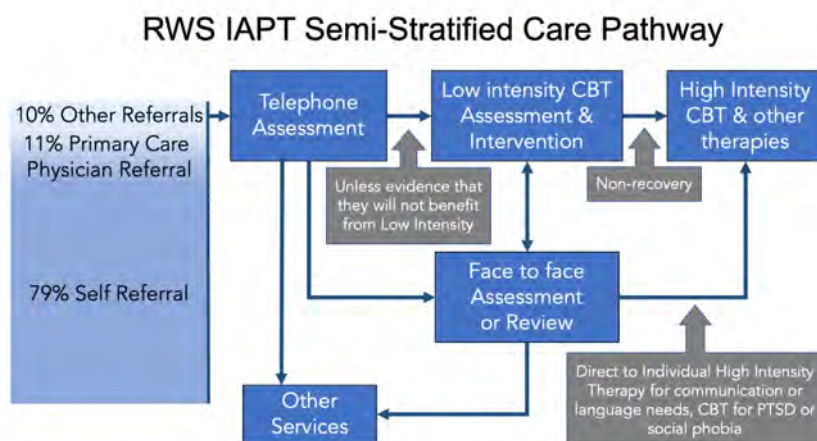 RWS IAPT Semi-Stratified Care Pathway
10% Other Referrals
11% Primary Care
Physician Referral
79% Self Referral
Telephone
Assessment
Low intensity CBT
Assessment &
Intervention
High Intensity
CBT & other
therapies
Unless evidence that
they will not benefit
from Low Intensity
Non-recovery
Face to face
Assessment
or Review
Direct to Individual High Intensity
Therapy for communication or
language needs, CBT for PTSD or
social phobia
Other
Services